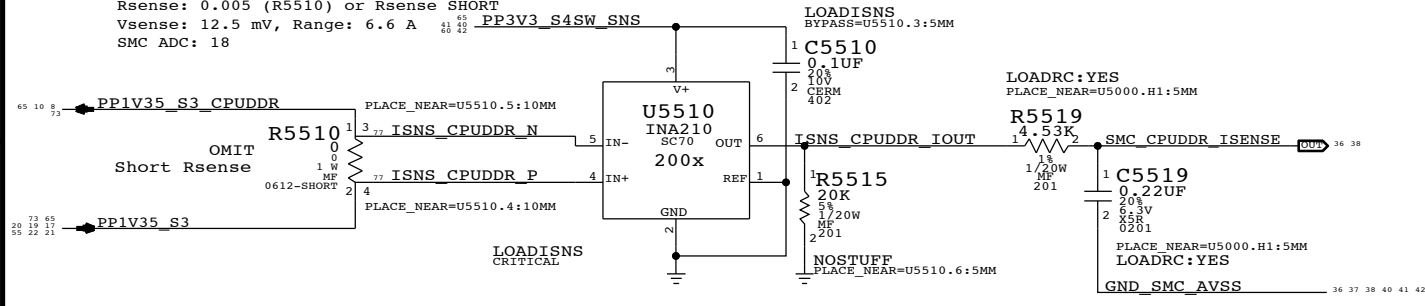 Rsense: 0.005 (R5510) or Rsense SHORT
Vsense: 12.5 mV, Range: 6.6 A
SMC ADC: 18
65
41 40
60 42
PP3V3_S4SW_SNS
LOADISNS
BYPASS=U5510.3:5MM
1
C5510
0.1UF
20%
10V
2
CERM
402
3
V+
U5510
INA210
SC70
200x
5
IN-
4
IN+
OUT
6
REF
1
GND
2
65 10 8
73
PP1V35_S3_CPUDDR
PLACE_NEAR=U5510.5:10MM
R5510
1 3
77
ISNS_CPUDDR_N
0
0
1 W
MF
0612-SHORT
2 4
OMIT
Short Rsense
77
ISNS_CPUDDR_P
PLACE_NEAR=U5510.4:10MM
73 65
20 19 17
55 22 21
PP1V35_S3
LOADISNS
CRITICAL
ISNS_CPUDDR_IOUT
1
R5515
20K
5%
1/20W
MF
201
2
NOSTUFF
PLACE_NEAR=U5510.6:5MM
LOADRC:YES
PLACE_NEAR=U5000.H1:5MM
R5519
4.53K
1
2
1%
1/20W
MF
201
SMC_CPUDDR_ISENSE
OUT
36 38
1
C5519
0.22UF
20%
6.3V
2
X5R
0201
PLACE_NEAR=U5000.H1:5MM
LOADRC:YES
GND_SMC_AVSS
36 37 38 40 41 42